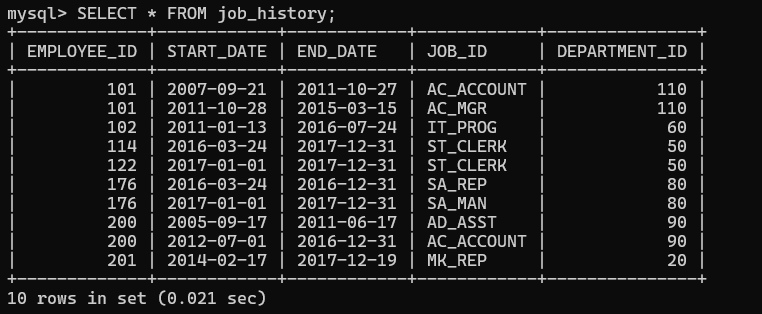 mysql> SELECT * FROM job_history;
+-------------+------------+------------+------------+---------------+
| EMPLOYEE_ID | START_DATE | END_DATE   | JOB_ID     | DEPARTMENT_ID |
+-------------+------------+------------+------------+---------------+
|         101 | 2007-09-21 | 2011-10-27 | AC_ACCOUNT |           110 |
|         101 | 2011-10-28 | 2015-03-15 | AC_MGR     |           110 |
|         102 | 2011-01-13 | 2016-07-24 | IT_PROG    |            60 |
|         114 | 2016-03-24 | 2017-12-31 | ST_CLERK   |            50 |
|         122 | 2017-01-01 | 2017-12-31 | ST_CLERK   |            50 |
|         176 | 2016-03-24 | 2016-12-31 | SA_REP     |            80 |
|         176 | 2017-01-01 | 2017-12-31 | SA_MAN     |            80 |
|         200 | 2005-09-17 | 2011-06-17 | AD_ASST    |            90 |
|         200 | 2012-07-01 | 2016-12-31 | AC_ACCOUNT |            90 |
|         201 | 2014-02-17 | 2017-12-19 | MK_REP     |            20 |
+-------------+------------+------------+------------+---------------+
10 rows in set (0.021 sec)